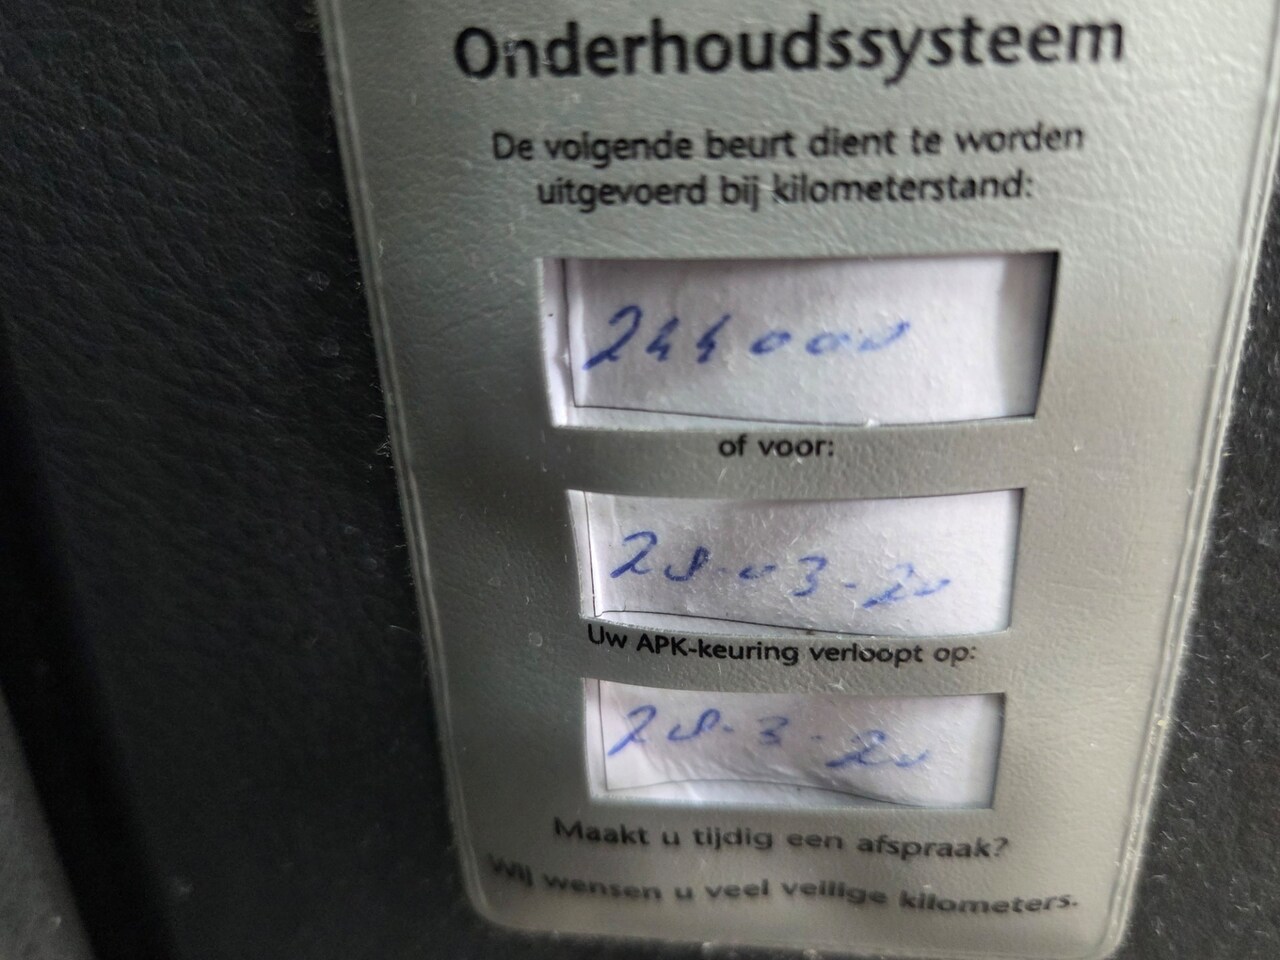 Onderhoudssysteem
De volgende beurt dient te worden
uitgevoerd bij kilometerstand:
244000
of voor:
28-03-20
Uw APK-keuring verloopt op:
28-3-20
Maakt u tijdig een afspraak?
Wij wensen u veel veilige kilometers.